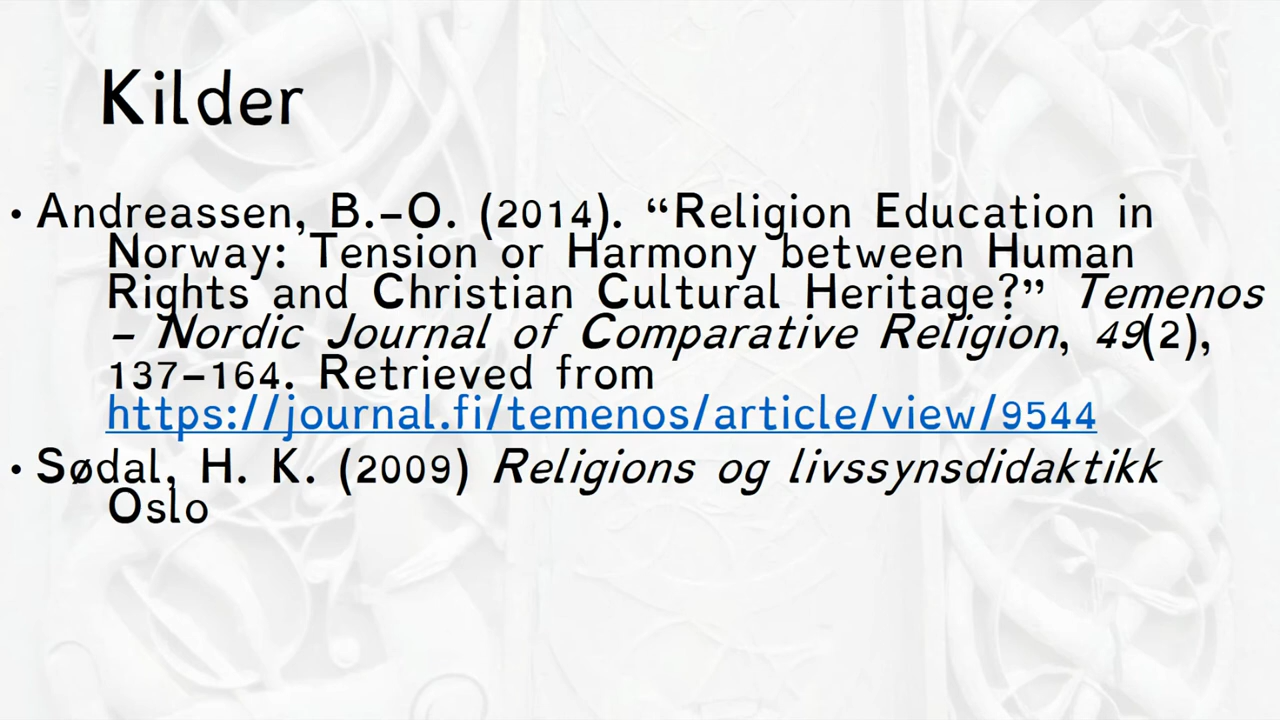 Kilder
• Andreassen, B.–O. (2014). “Religion Education in
Norway: Tension or Harmony between Human
Rights and Christian Cultural Heritage?” Temenos
– Nordic Journal of Comparative Religion, 49(2),
137–164. Retrieved from
https://journal.fi/temenos/article/view/9544
• Sødal, H. K. (2009) Religions og livssynsdidaktikk
Oslo